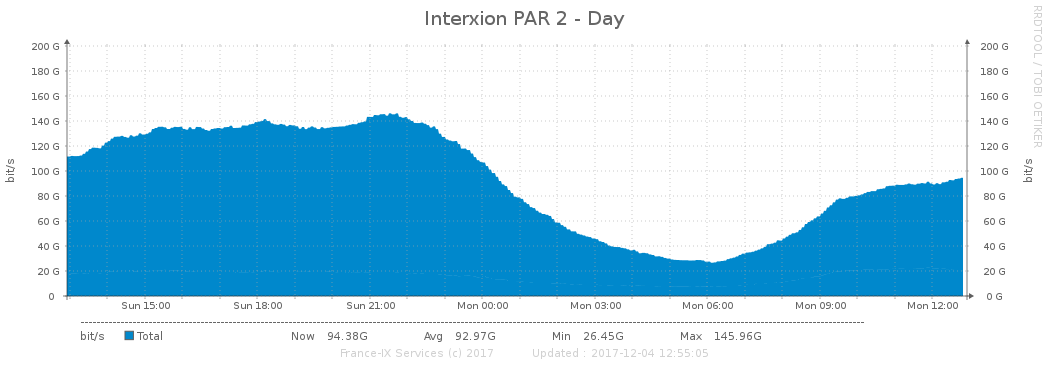 Interxion PAR 2 - Day
RRDTOOL / TOBI OETIKER
200 G 200 G
180 G 180 G
160 G 160 G
140 G 140 G
120 G 120 G
100 G 100 G
80 G 80 G
60 G 60 G
40 G 40 G
20 G 20 G
0 0 G
bit/s bit/s
Sun 15:00 Sun 18:00 Sun 21:00 Mon 00:00 Mon 03:00 Mon 06:00 Mon 09:00 Mon 12:00
bit/s Total Now 94.38G Avg 92.97G Min 26.45G Max 145.96G
France-IX Services (c) 2017 Updated : 2017-12-04 12:55:05